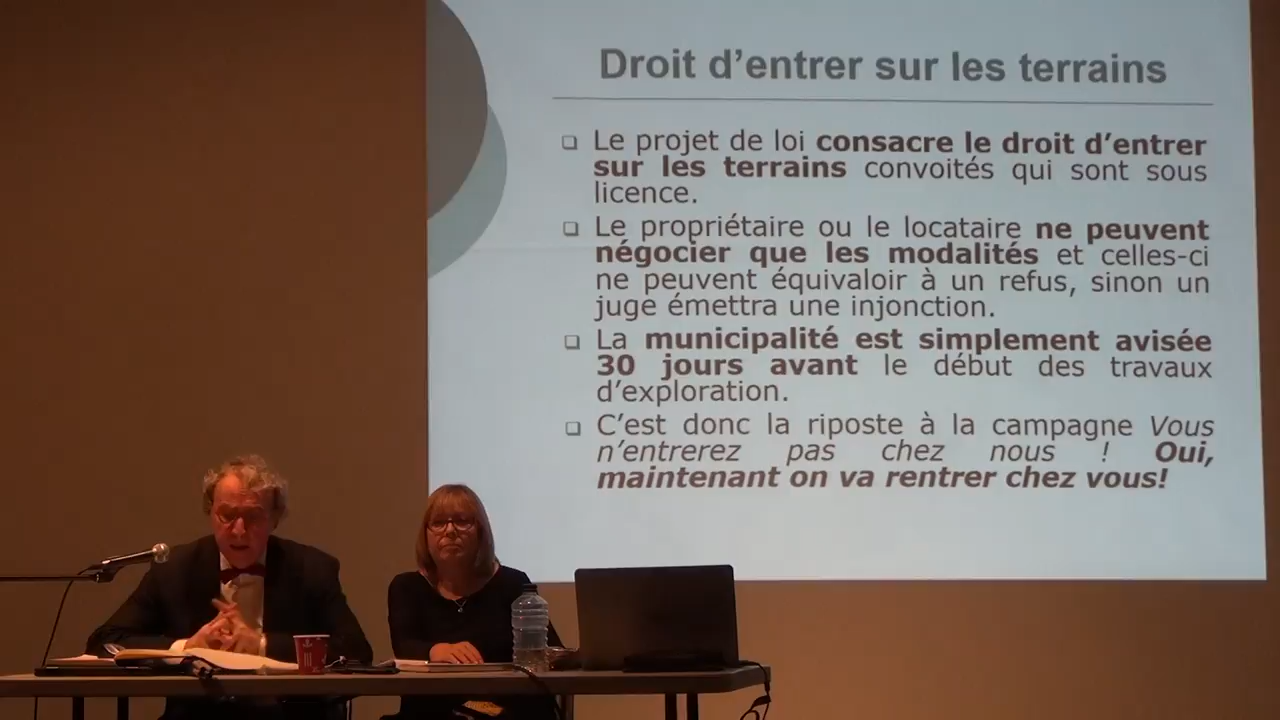 Droit d'entrer sur les terrains
❑ Le projet de loi consacre le droit d'entrer
sur les terrains convoités qui sont sous
licence.
❑ Le propriétaire ou le locataire ne peuvent
négocier que les modalités et celles-ci
ne peuvent équivaloir à un refus, sinon un
juge émettra une injonction.
❑ La municipalité est simplement avisée
30 jours avant le début des travaux
d'exploration.
❑ C'est donc la riposte à la campagne Vous
n'entrerez pas chez nous ! Oui,
maintenant on va rentrer chez vous!